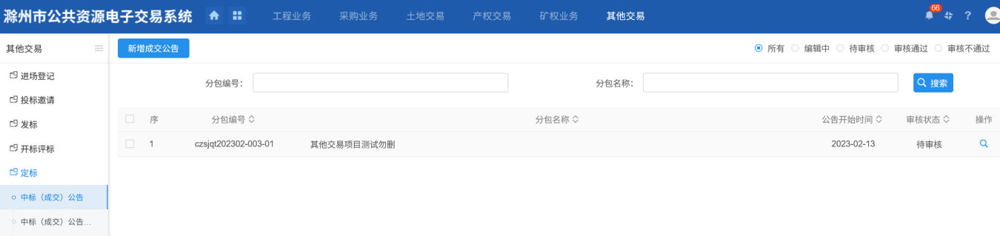 滁州市公共资源电子交易系统 工程业务 采购业务 土地交易 产权交易 矿权业务 其他交易 66 ?
其他交易
新增成交公告 所有 编辑中 待审核 审核通过 审核不通过
进场登记
投标邀请
发标
开标评标
定标
中标（成交）公告
中标（成交）公告...
分包编号： 分包名称： 搜索
序 分包编号 分包名称 公告开始时间 审核状态 操作
1 czsjqt202302-003-01 其他交易项目测试勿删 2023-02-13 待审核